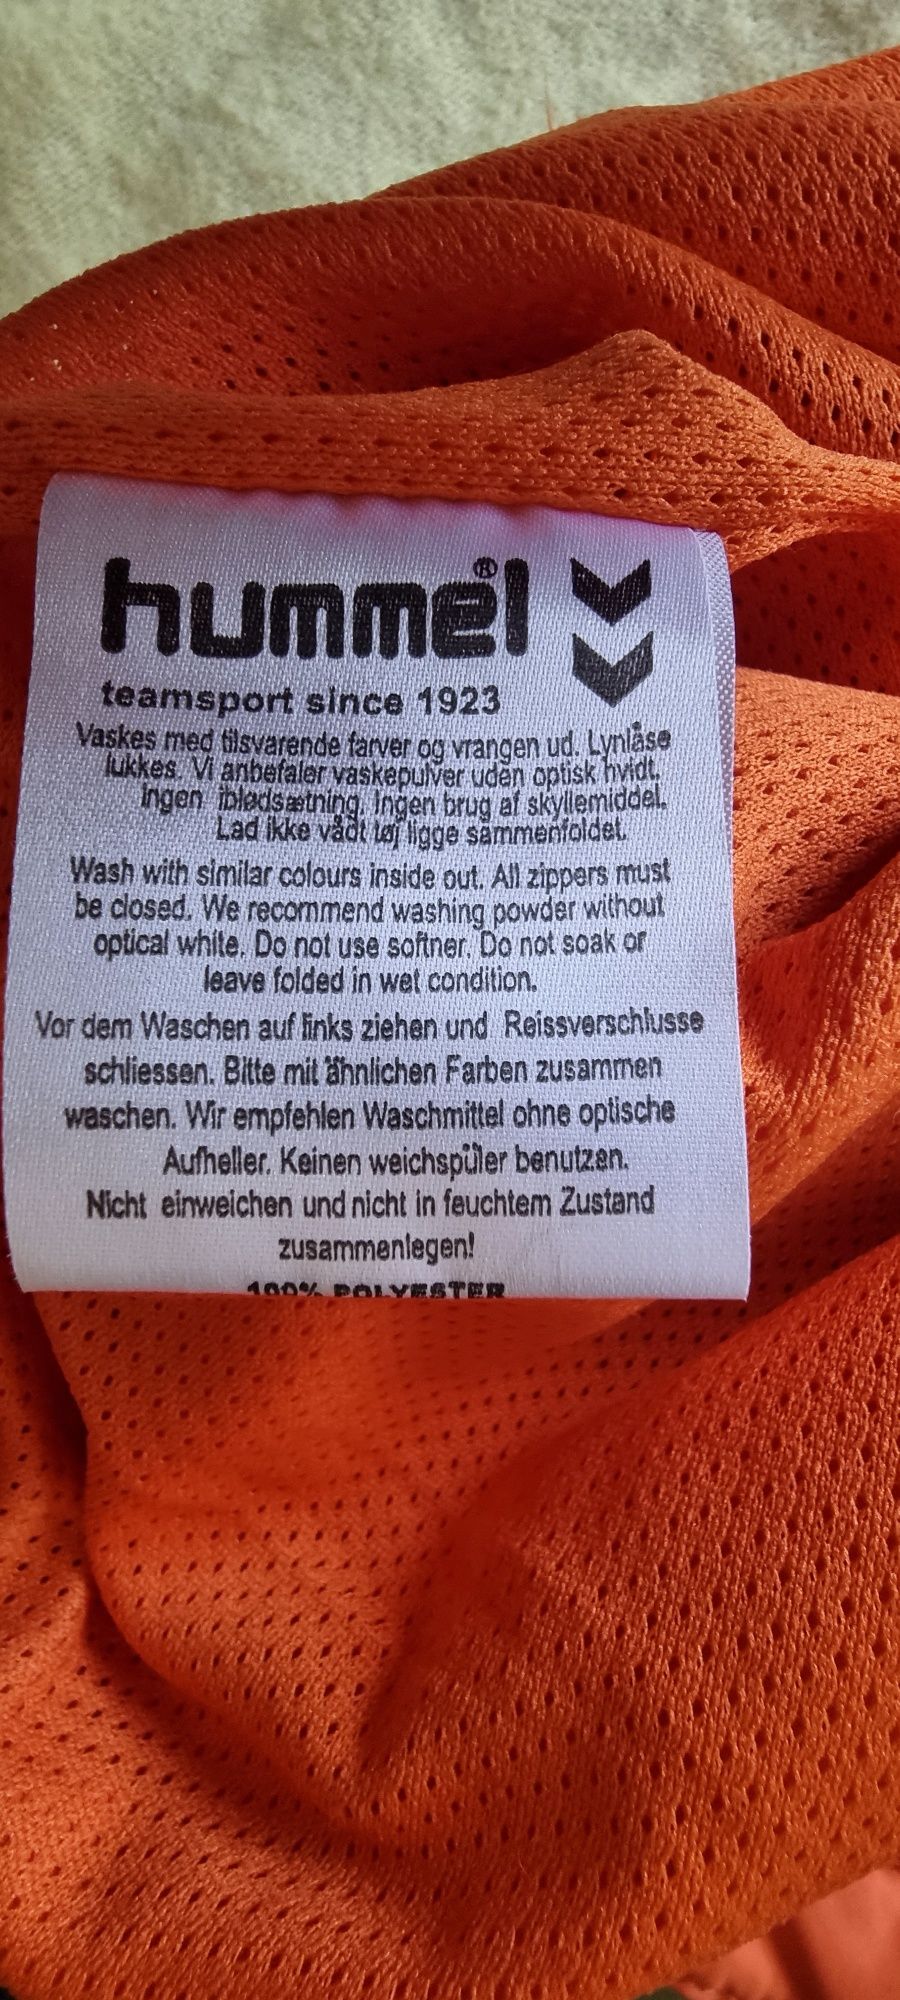 hummel®
teamsport since 1923
Vaskes med tilsvarende farver og vrangen ud. Lynlåse
lukkes. Vi anbefaler vaskepulver uden optisk hvidt.
Ingen iblødsætning. Ingen brug af skyllemiddel.
Lad ikke vådt tøj ligge sammenfoldet.
Wash with similar colours inside out. All zippers must
be closed. We recommend washing powder without
optical white. Do not use softner. Do not soak or
leave folded in wet condition.
Vor dem Waschen auf links ziehen und Reissverschlusse
schliessen. Bitte mit ähnlichen Farben zusammen
waschen. Wir empfehlen Waschmittel ohne optische
Aufheller. Keinen weichspüler benutzen.
Nicht einweichen und nicht in feuchtem Zustand
zusammenlegen!
100% POLYESTER